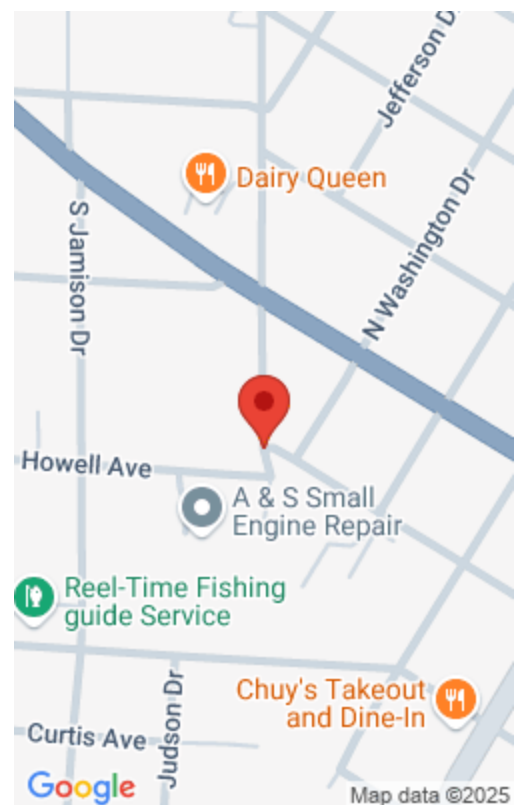 Jefferson Dr
Dairy Queen
S Jamison Dr
N Washington Dr
Howell Ave
A & S Small
Engine Repair
Reel-Time Fishing
guide Service
Chuy's Takeout
and Dine-In
Judson Dr
Curtis Ave
Google
Map data ©2025